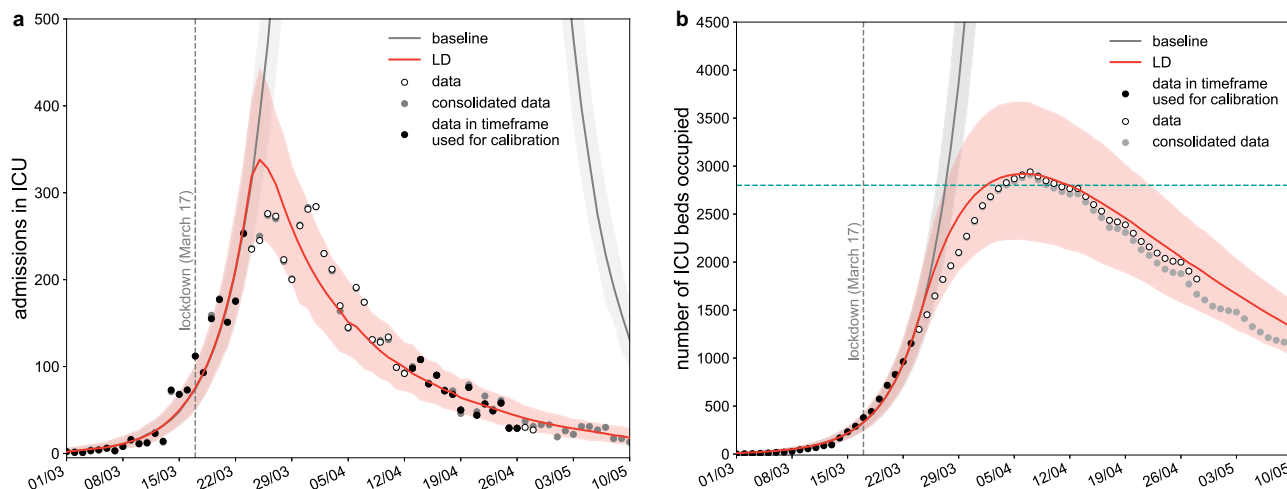 a
500
400
300
200
100
0
admissions in ICU
lockdown (March 17)
baseline
LD
data
consolidated data
data in timeframe
used for calibration
01/03
08/03
15/03
22/03
29/03
05/04
12/04
19/04
26/04
03/05
10/05
b
4500
4000
3500
3000
2500
2000
1500
1000
500
0
number of ICU beds occupied
lockdown (March 17)
baseline
LD
data in timeframe
used for calibration
data
consolidated data
01/03
08/03
15/03
22/03
29/03
05/04
12/04
19/04
26/04
03/05
10/05